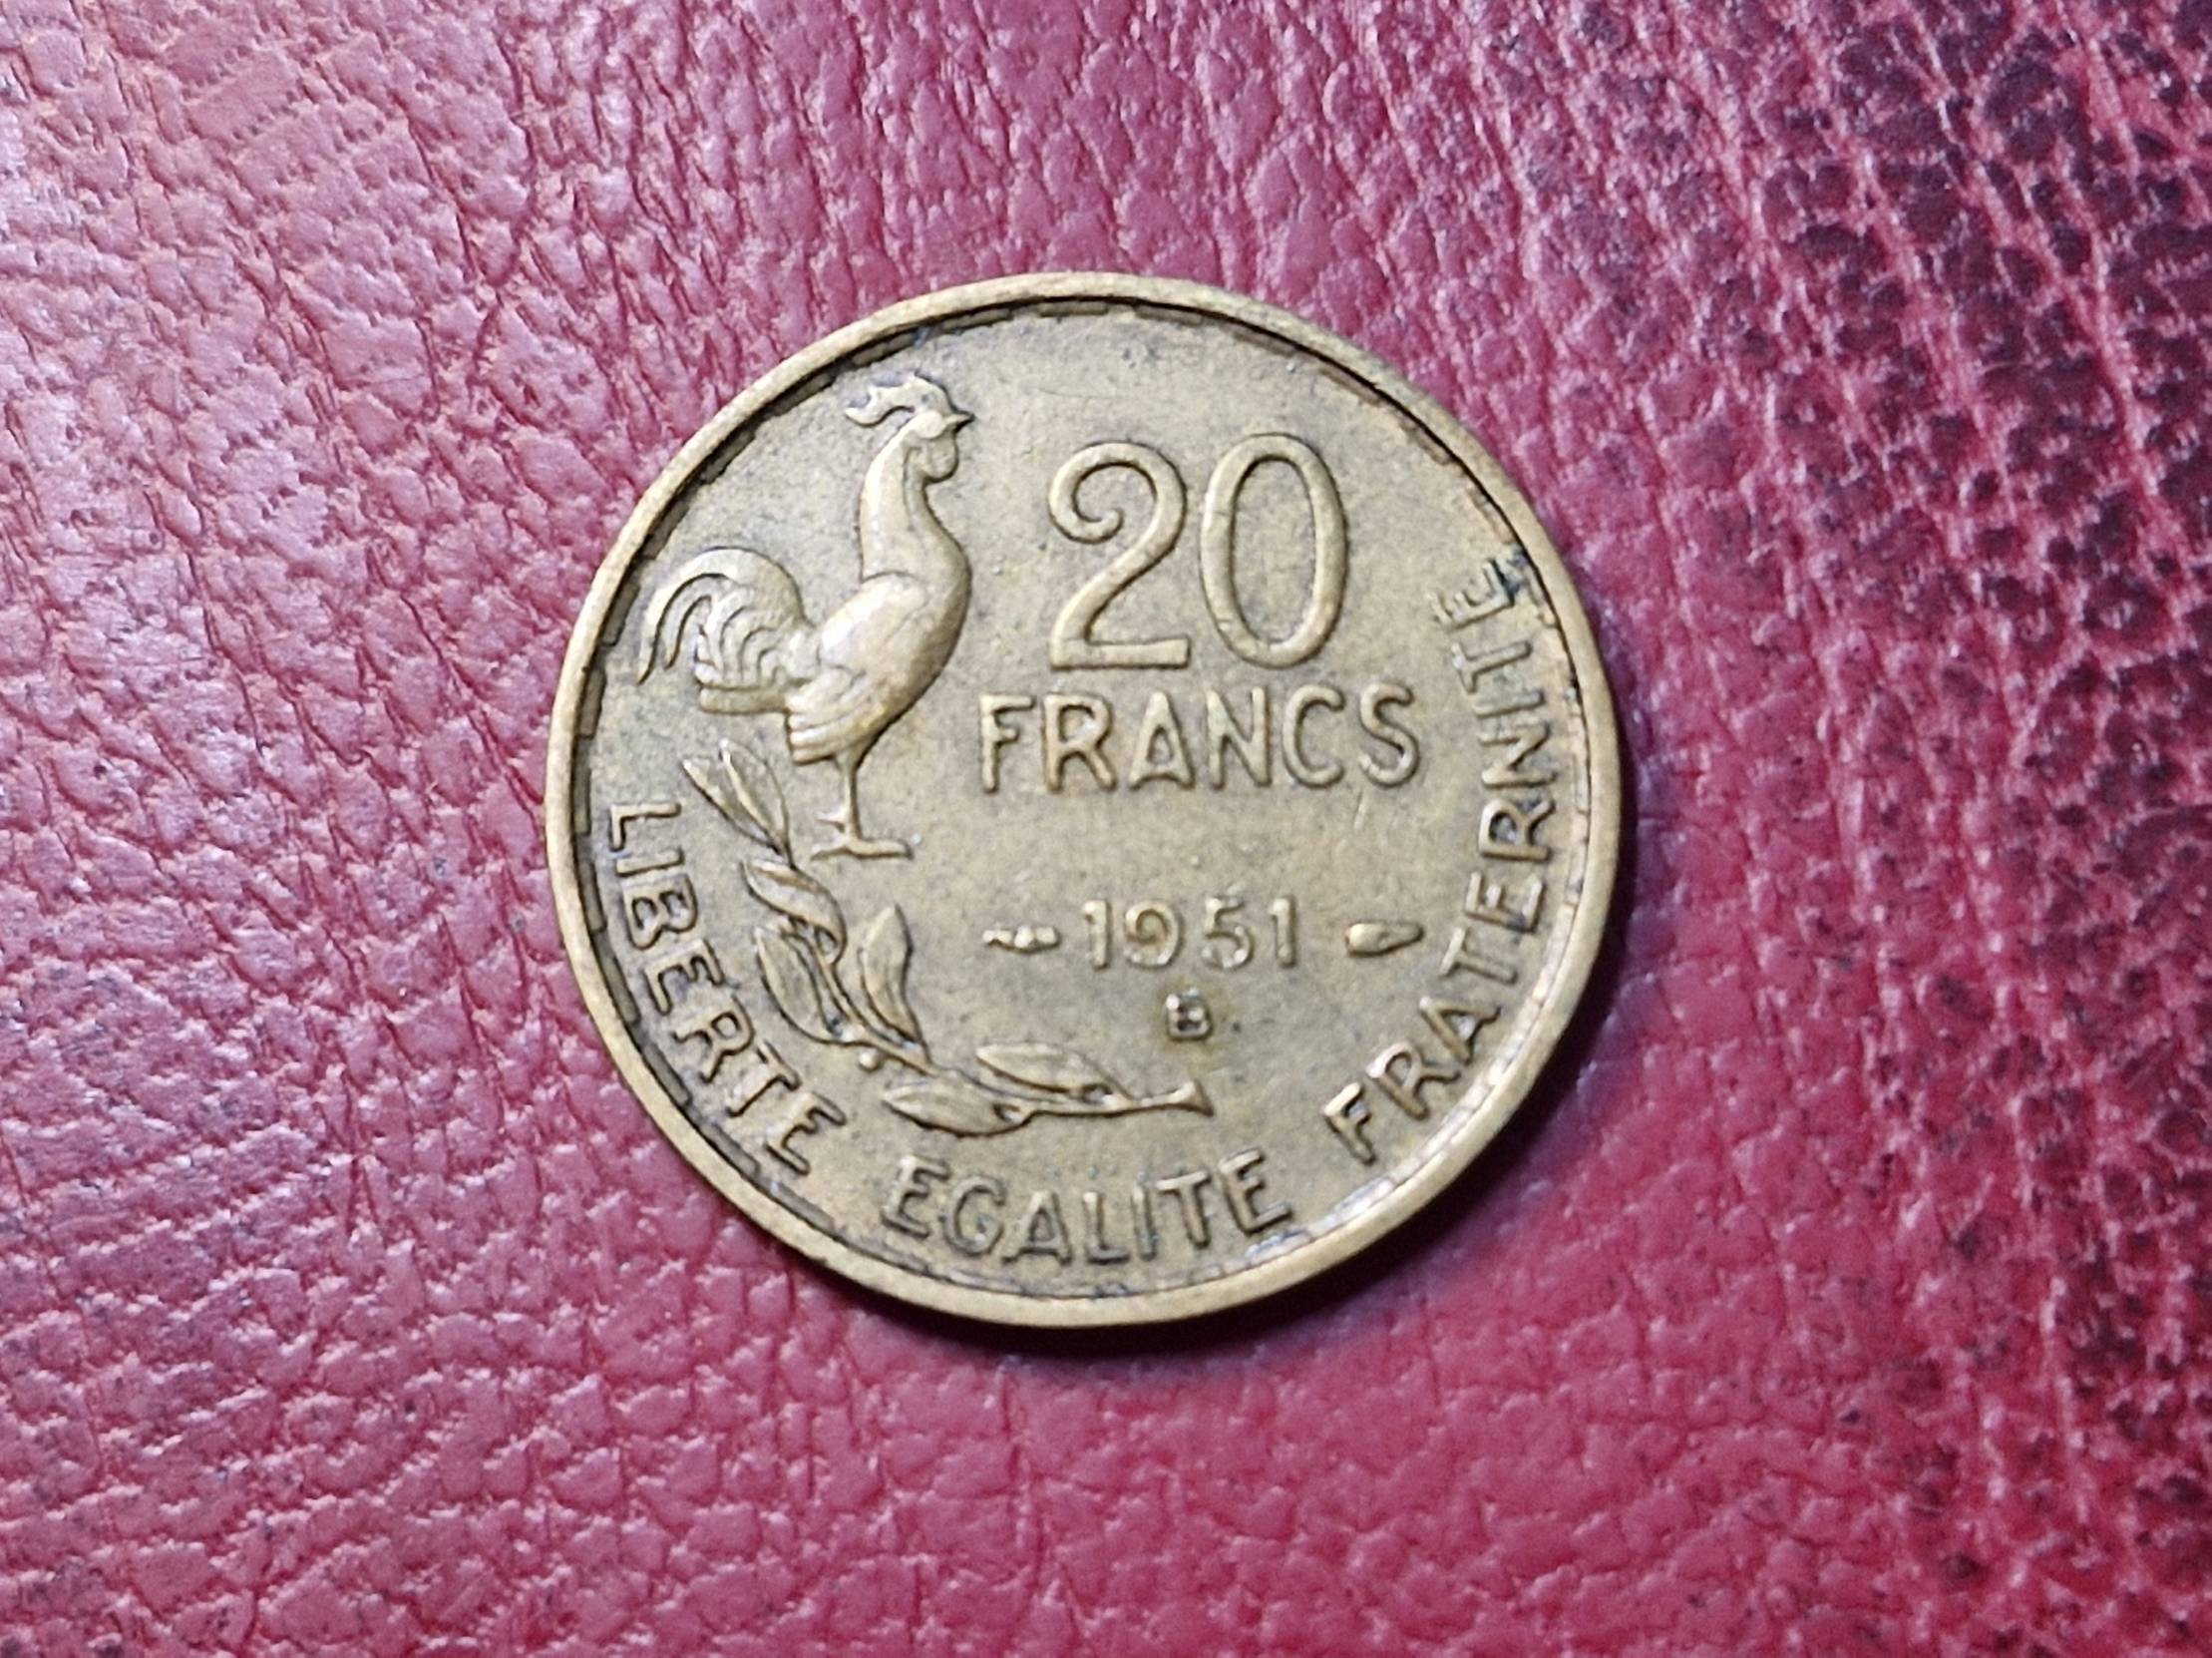 20
FRANCS
1951
B
LIBERTE EGALITE FRATERNITE